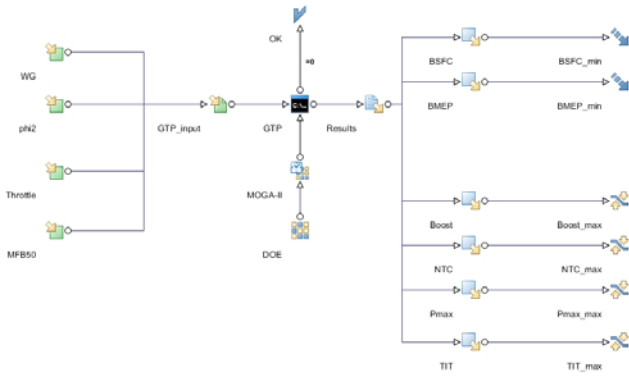 OK
=0
WG
BSFC
BSFC_min
phi2
GTP_input
GTP
Results
BMEP
BMEP_min
Throttle
MOGA-II
MFB50
DOE
Boost
Boost_max
NTC
NTC_max
Pmax
Pmax_max
TIT
TIT_max